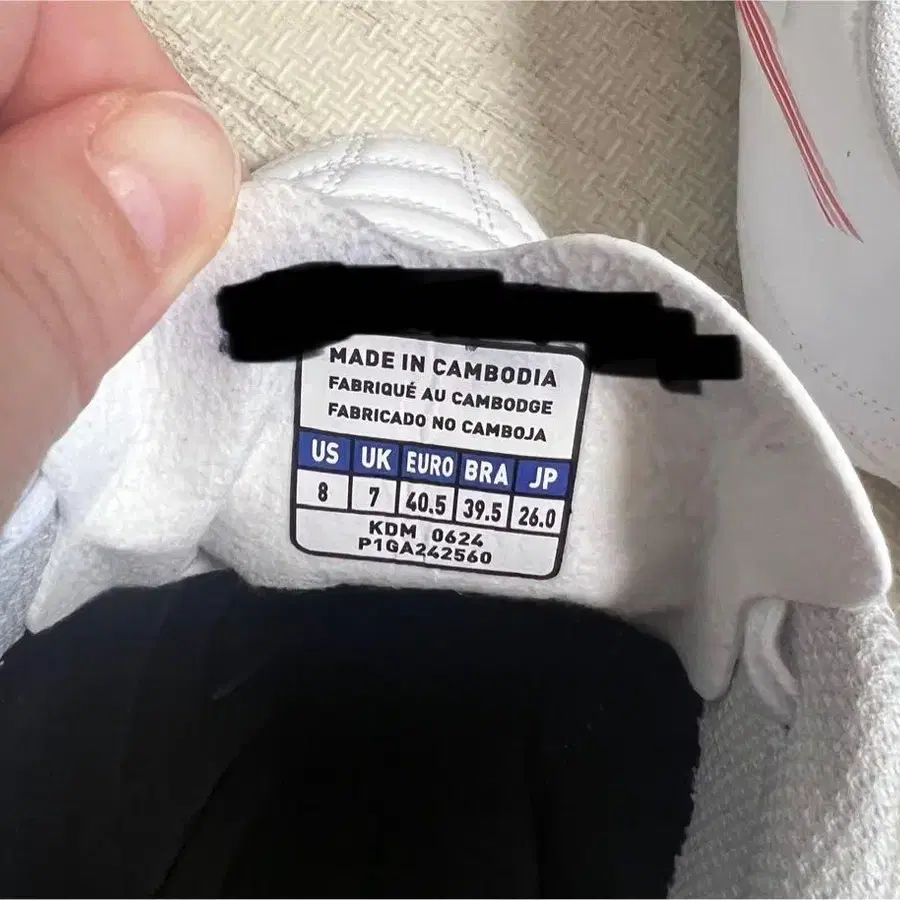 MADE IN CAMBODIA
FABRIQUÉ AU CAMBODGE
FABRICADO NO CAMBOJA
US UK EURO BRA JP
8 7 40.5 39.5 26.0
KDM 0624
P1GA242560